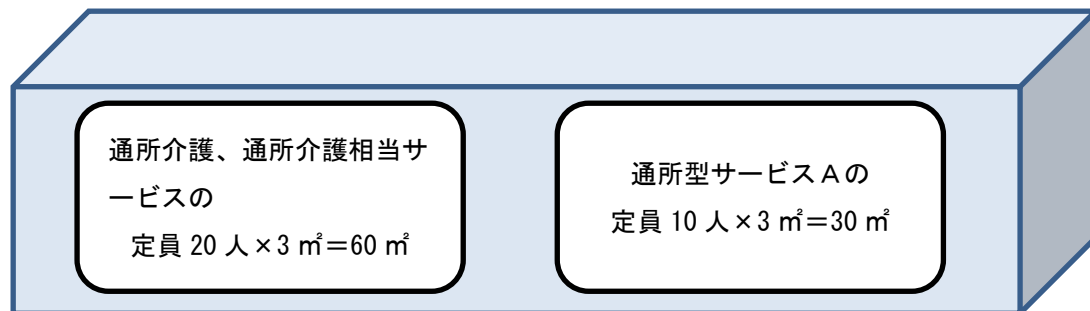 通所介護、通所介護相当サ
ービスの
定員 20 人×3 ㎡=60 ㎡
通所型サービスAの
定員 10 人×3 ㎡=30 ㎡